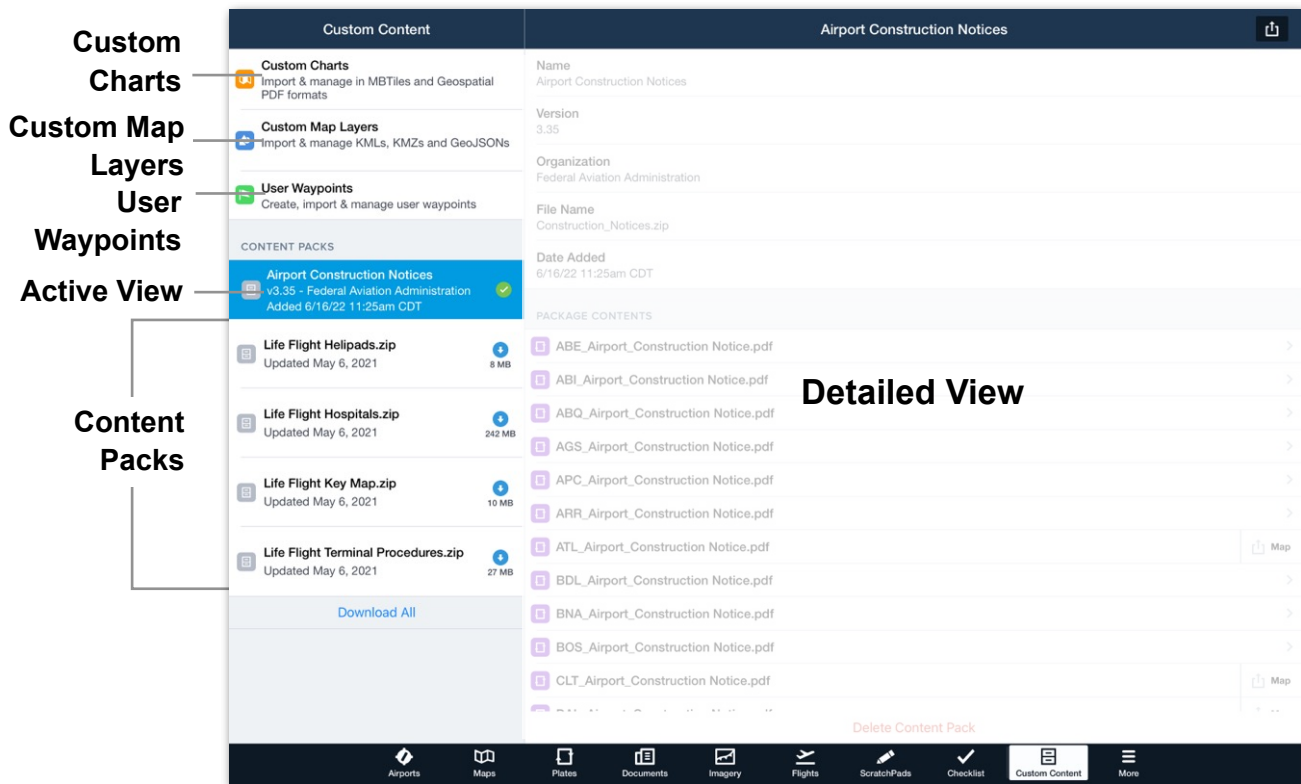 Custom
Charts
Custom Map
Layers
User
Waypoints
Active View
Content
Packs
Custom Content
Custom Charts
Import & manage in MBTiles and Geospatial
PDF formats
Custom Map Layers
Import & manage KMLs, KMZs and GeoJSONs
User Waypoints
Create, import & manage user waypoints
CONTENT PACKS
Airport Construction Notices
v3.35 - Federal Aviation Administration
Added 6/16/22 11:25am CDT
Life Flight Helipads.zip
Updated May 6, 2021
8 MB
Life Flight Hospitals.zip
Updated May 6, 2021
242 MB
Life Flight Key Map.zip
Updated May 6, 2021
10 MB
Life Flight Terminal Procedures.zip
Updated May 6, 2021
27 MB
Download All
Airport Construction Notices
Name
Airport Construction Notices
Version
3.35
Organization
Federal Aviation Administration
File Name
Construction_Notices.zip
Date Added
6/16/22 11:25am CDT
PACKAGE CONTENTS
ABE_Airport_Construction Notice.pdf
ABI_Airport_Construction Notice.pdf
Detailed View
ABQ_Airport_Construction Notice.pdf
AGS_Airport_Construction Notice.pdf
APC_Airport_Construction Notice.pdf
ARR_Airport_Construction Notice.pdf
ATL_Airport_Construction Notice.pdf Map
BDL_Airport_Construction Notice.pdf
BNA_Airport_Construction Notice.pdf
BOS_Airport_Construction Notice.pdf
CLT_Airport_Construction Notice.pdf Map
Delete Content Pack
Airports Maps Plates Documents Imagery Flights ScratchPads Checklist Custom Content More